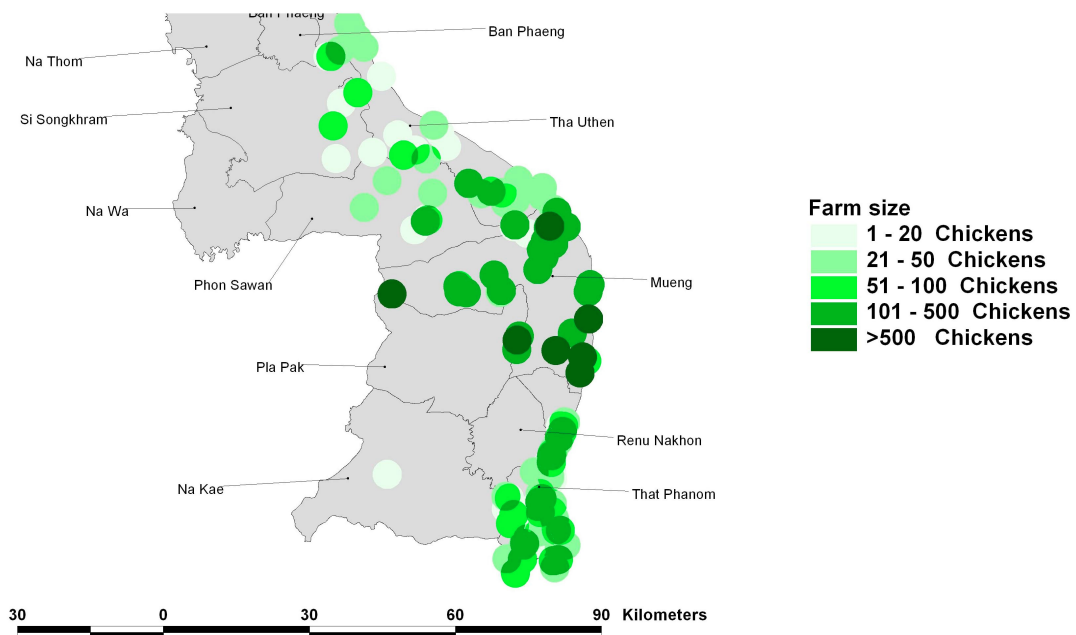 Ban Phaeng
Ban Phaeng
Na Thom
Si Songkhram
Tha Uthen
Na Wa
Phon Sawan
Mueng
Pla Pak
Renu Nakhon
Na Kae
That Phanom
Farm size
1 - 20 Chickens
21 - 50 Chickens
51 - 100 Chickens
101 - 500 Chickens
>500 Chickens
30 0 30 60 90 Kilometers